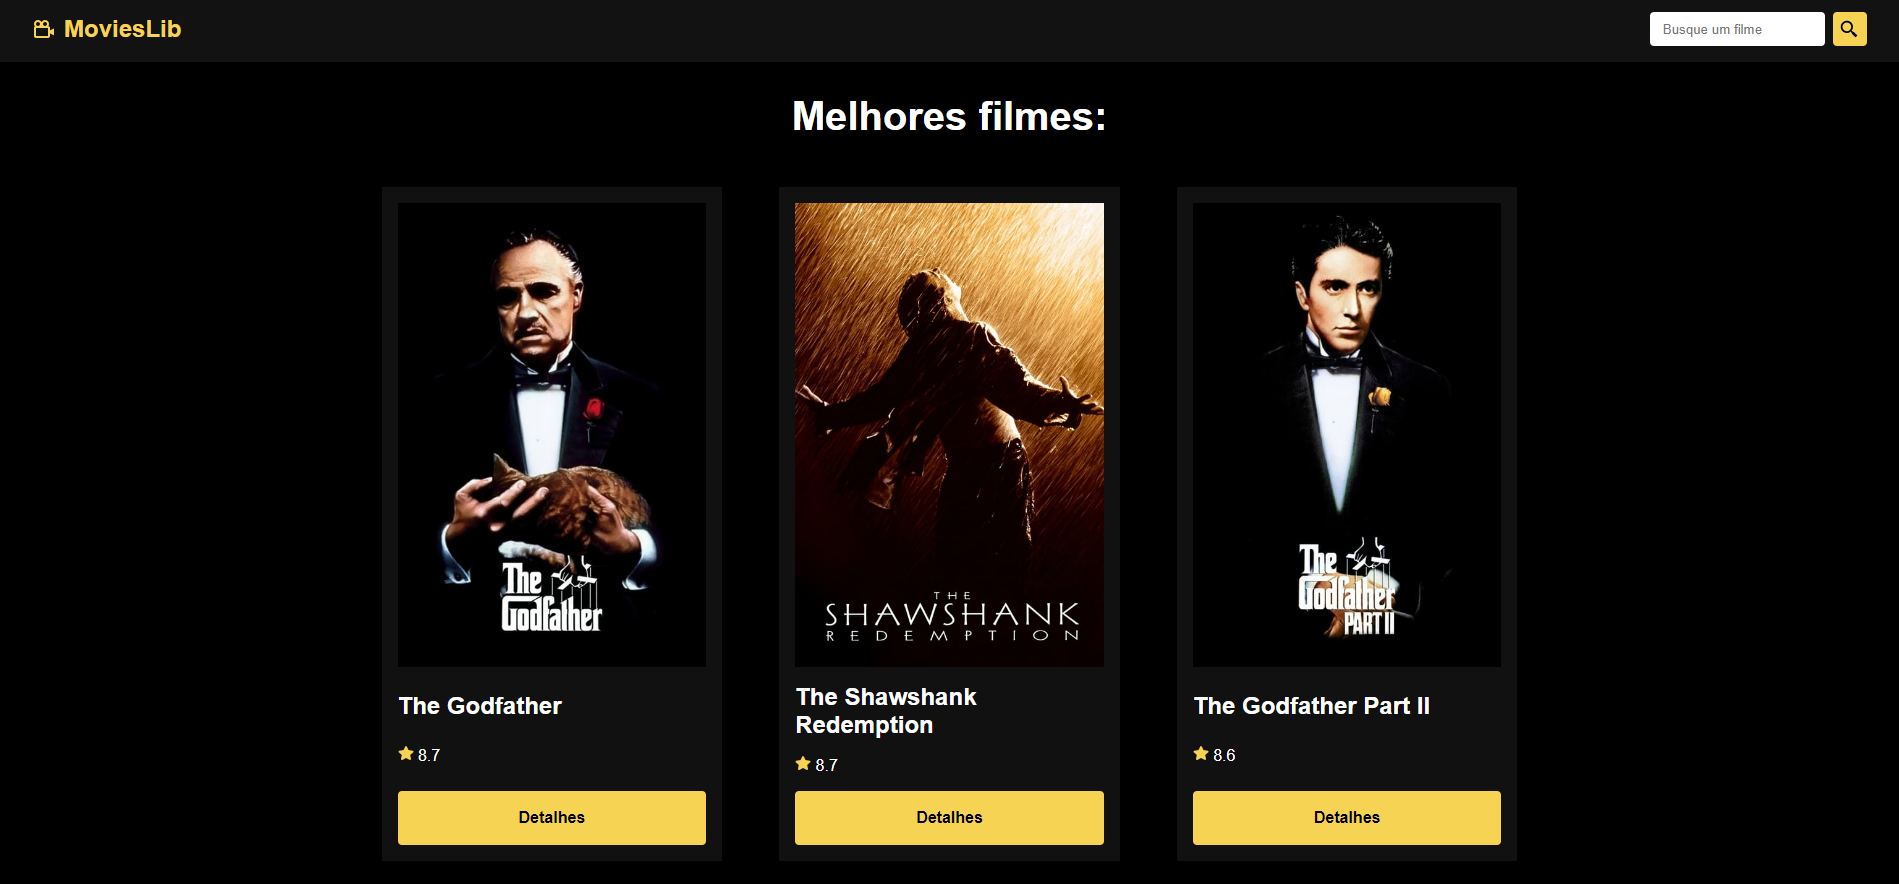 MoviesLib
Busque um filme
Melhores filmes:
The
Godfather
THE
SHAWSHANK
REDEMPTION
The
Godfather
PART II
The Godfather
8.7
Detalhes
The Shawshank
Redemption
8.7
Detalhes
The Godfather Part II
8.6
Detalhes